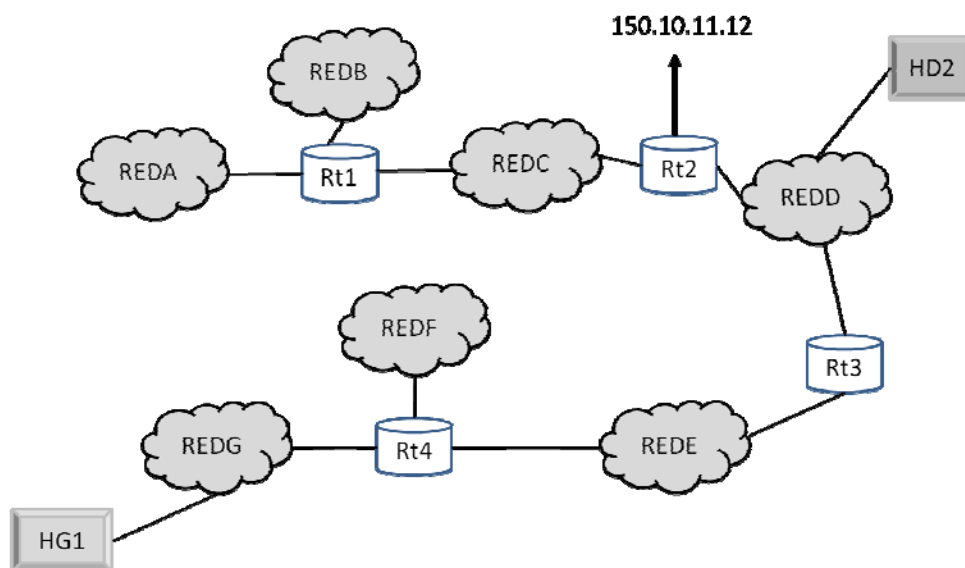 150.10.11.12
REDB
HD2
REDA
Rt1
REDC
Rt2
REDD
REDF
Rt3
REDG
Rt4
REDE
HG1